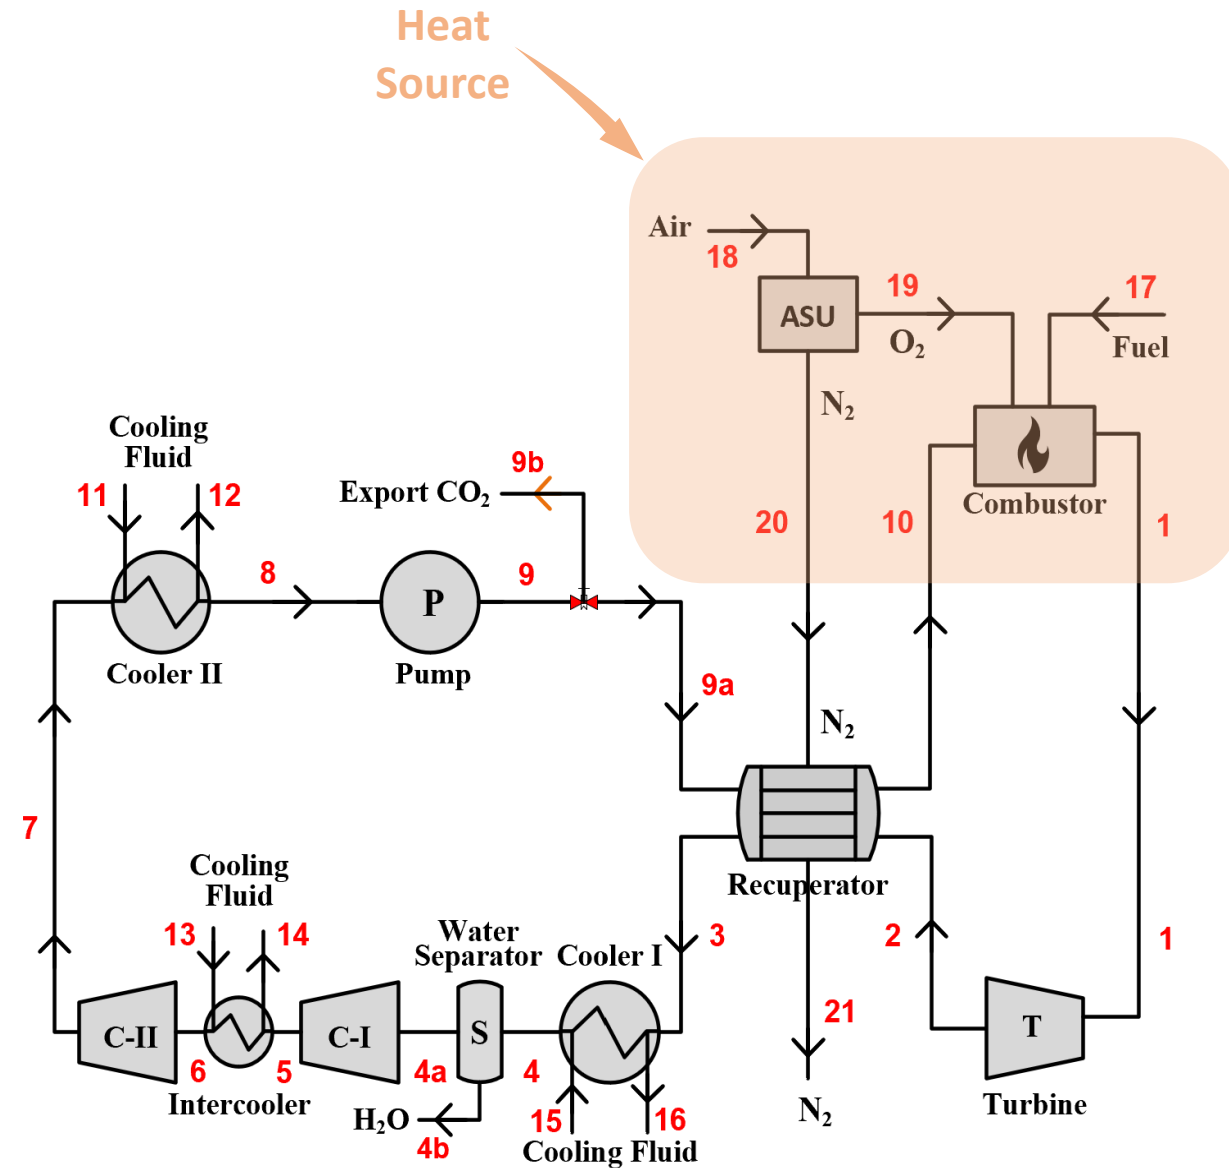 Heat
Source
Air
18
19
17
ASU
O₂
Fuel
N₂
Cooling
Fluid
9b
11
12
Export CO₂
Combustor
20
10
1
8
9
P
Cooler II
Pump
9a
N₂
7
Cooling
Fluid
Recuperator
13
14
Water
Separator
Cooler I
3
2
1
C-II
C-I
S
21
T
6
5
4a
4
Intercooler
H₂O
4b
15
16
N₂
Turbine
Cooling Fluid